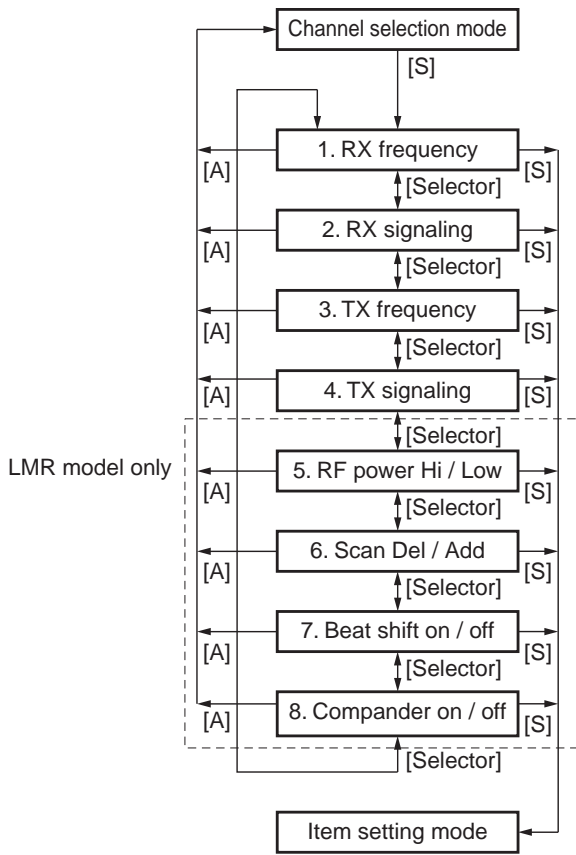 Channel selection mode
[S]
1. RX frequency
[A]
[S]
[Selector]
2. RX signaling
[A]
[S]
[Selector]
3. TX frequency
[A]
[S]
[Selector]
4. TX signaling
[A]
[S]
[Selector]
LMR model only
5. RF power Hi / Low
[A]
[S]
[Selector]
6. Scan Del / Add
[A]
[S]
[Selector]
7. Beat shift on / off
[A]
[S]
[Selector]
8. Compander on / off
[A]
[S]
[Selector]
Item setting mode